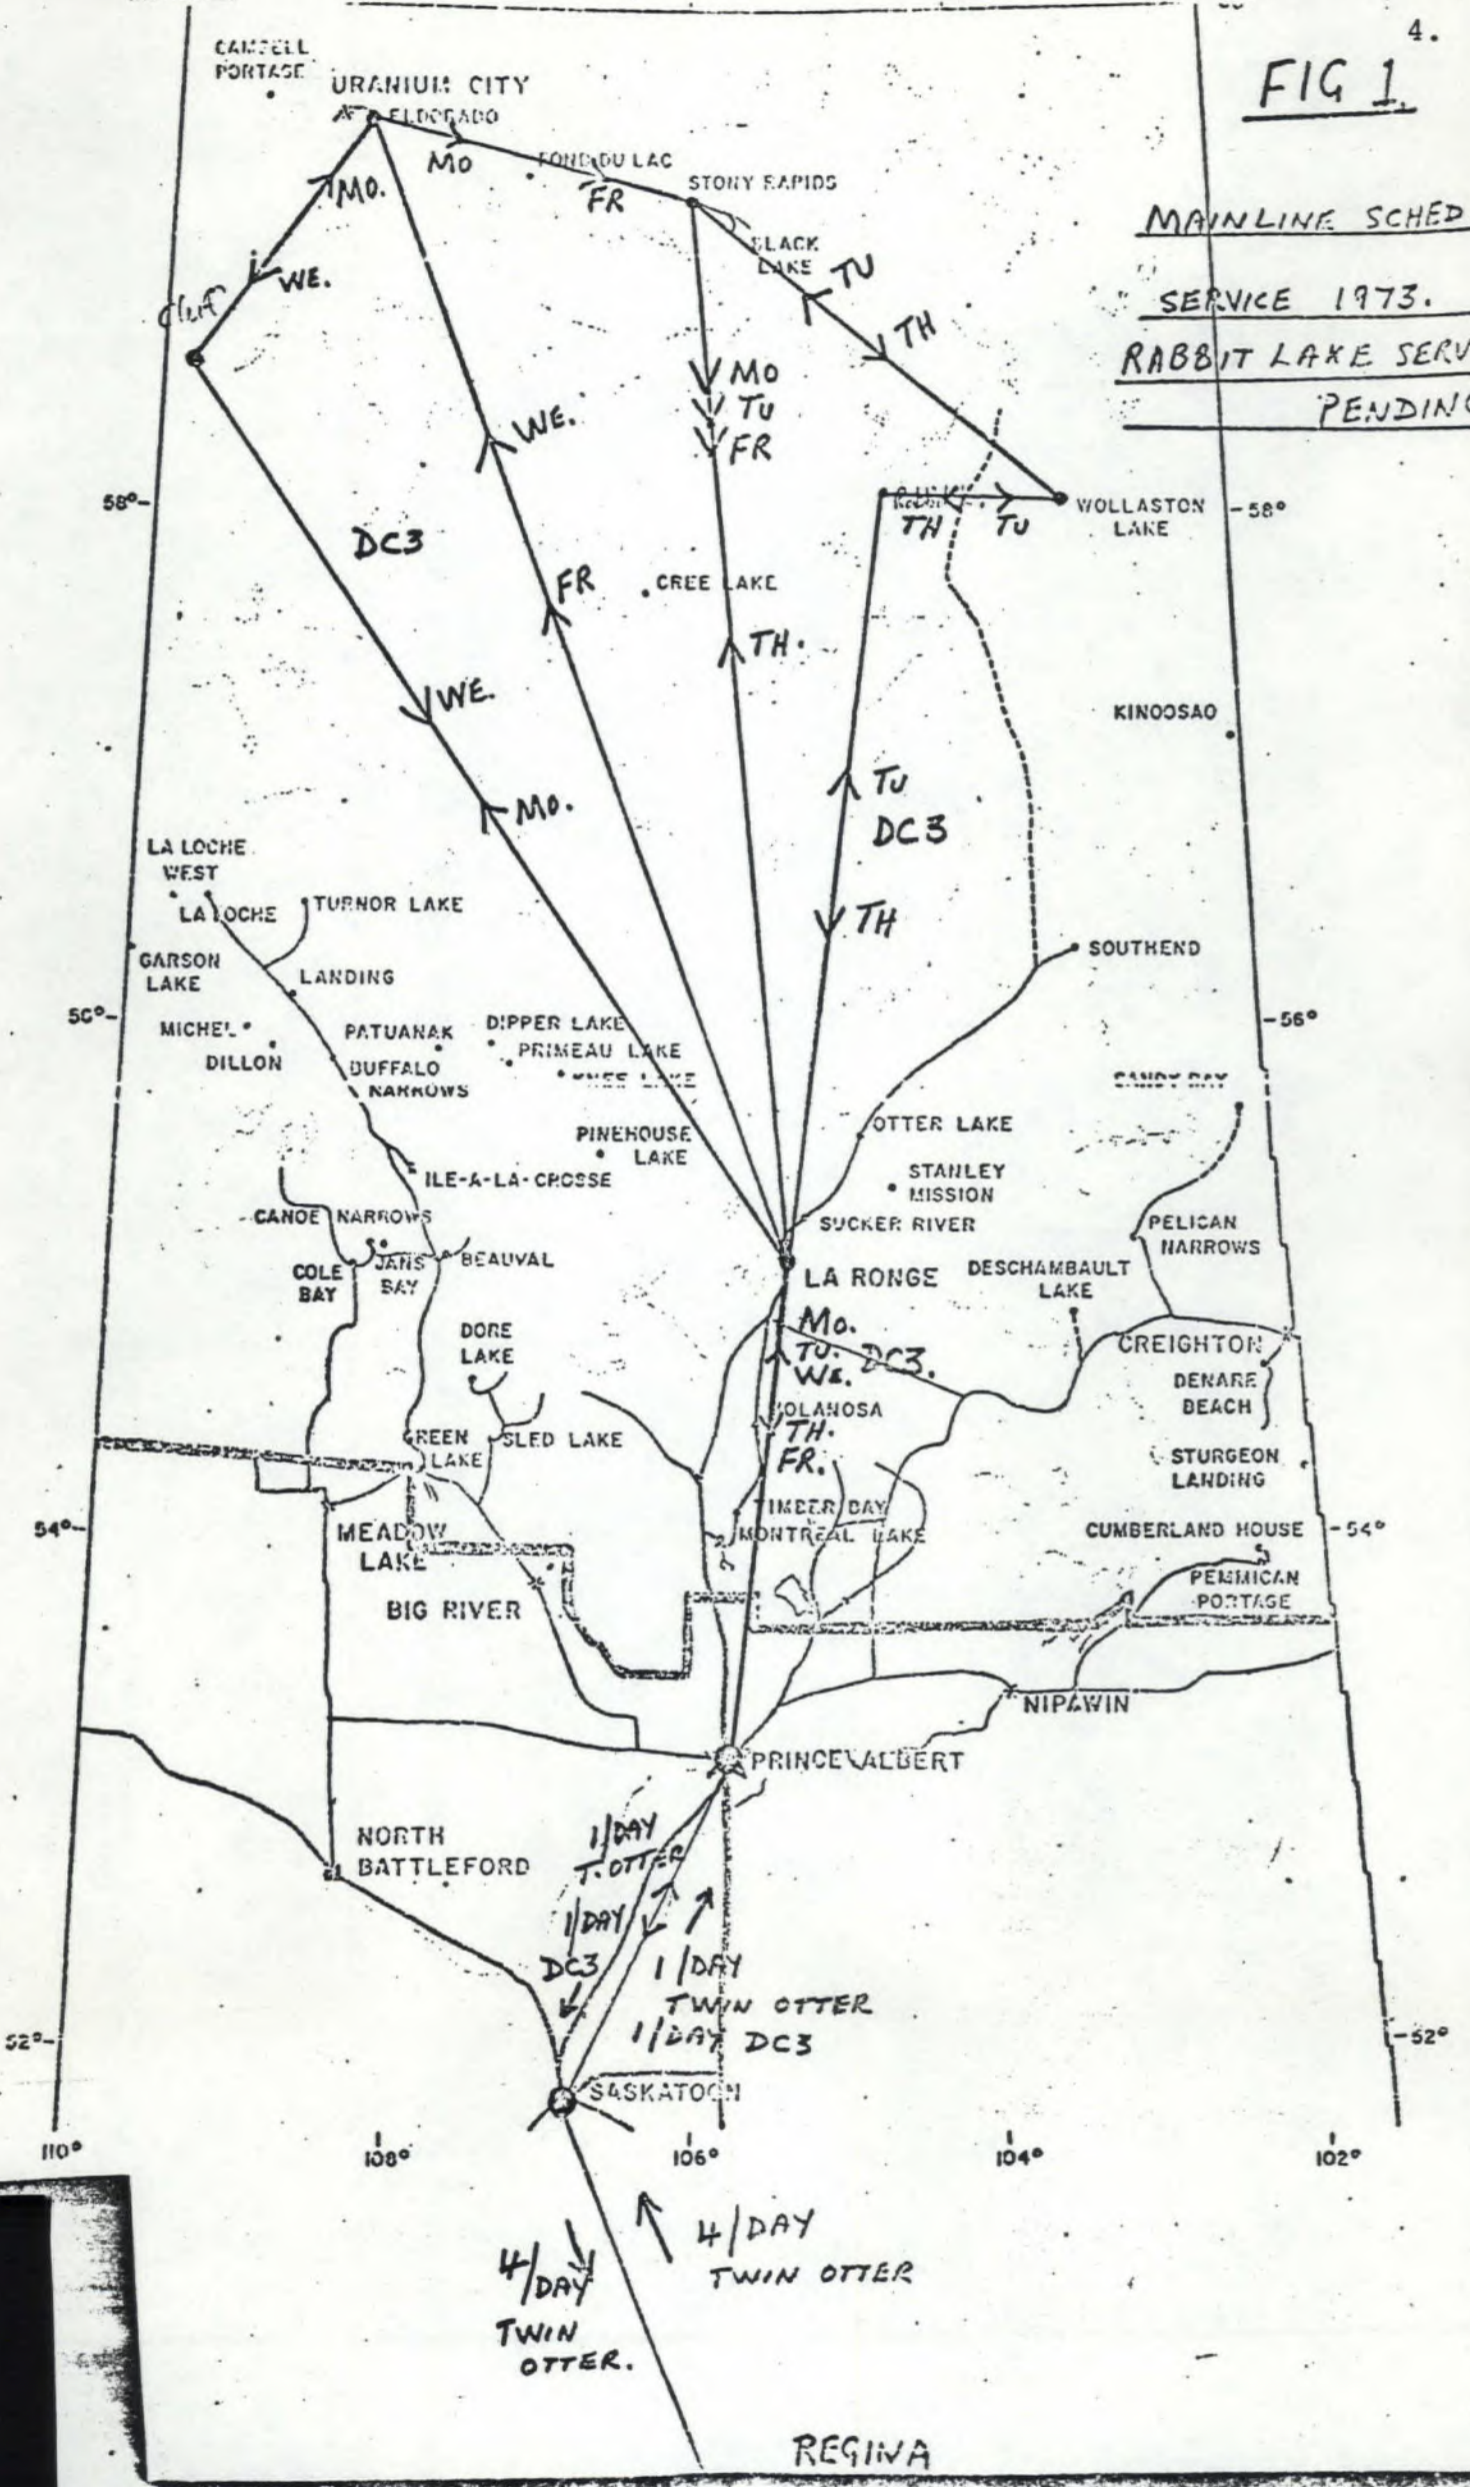 4.
FIG 1.
CAMPELL
PORTAGE
URANIUM CITY
ELDORADO
MO
FOND DU LAC
FR
STONY RAPIDS
MO.
WE.
Cluff
BLACK
LAKE
TU
TH
MAINLINE SCHED
SERVICE 1973.
RABBIT LAKE SERV
PENDING
MO
TU
FR
WE.
58°
DC3
TH
TU
WOLLASTON
LAKE
58°
FR
CREE LAKE
TH.
WE.
KINOOSAO
MO.
TU
DC3
LA LOCHE
WEST
LA LOCHE
TURNOR LAKE
TH
SOUTHEND
GARSON
LAKE
LANDING
56°
56°
MICHEL
DILLON
PATUANAK
BUFFALO
NARROWS
DIPPER LAKE
PRIMEAU LAKE
KNEE LAKE
SANDY BAY
PINEHOUSE
LAKE
OTTER LAKE
ILE-A-LA-CROSSE
STANLEY
MISSION
CANOE NARROWS
SUCKER RIVER
PELICAN
NARROWS
COLE
BAY
JANS
BAY
BEAUVAL
LA RONGE
DESCHAMBAULT
LAKE
DORE
LAKE
MO.
TU.
WE.
DC3.
CREIGHTON
DENARE
BEACH
GREEN
LAKE
SLED LAKE
MOLANOSA
TH.
FR.
STURGEON
LANDING
54°
MEADOW
LAKE
TIMBER BAY
MONTREAL LAKE
CUMBERLAND HOUSE
54°
BIG RIVER
PEMMICAN
PORTAGE
NIPAWIN
PRINCE ALBERT
NORTH
BATTLEFORD
1/DAY
T. OTTER
1/DAY
DC3
1/DAY
TWIN OTTER
1/DAY DC3
52°
52°
SASKATOON
110°
108°
106°
104°
102°
4/DAY
TWIN OTTER
4/DAY
TWIN
OTTER.
REGINA